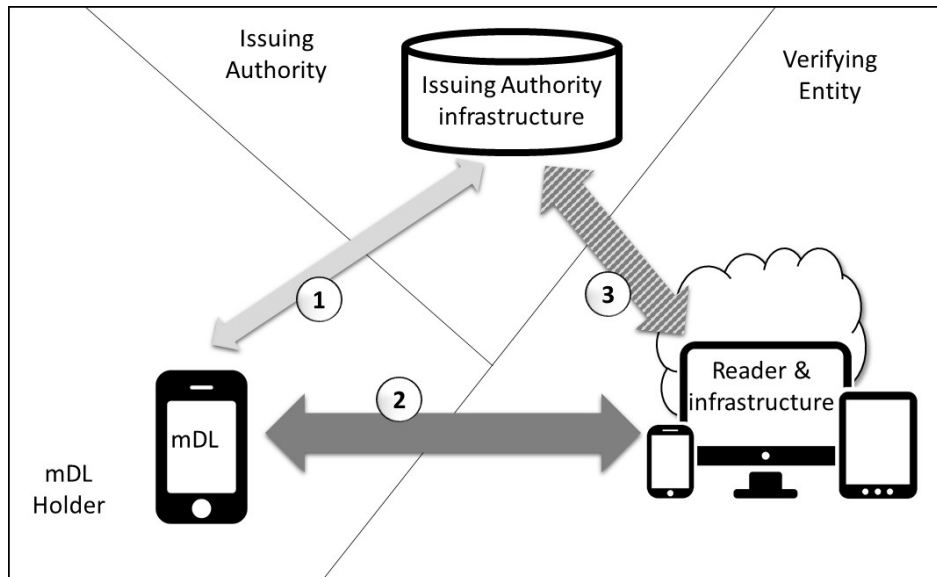 Issuing
Authority
Issuing Authority
infrastructure
Verifying
Entity
1
3
2
Reader &
infrastructure
mDL
mDL
Holder